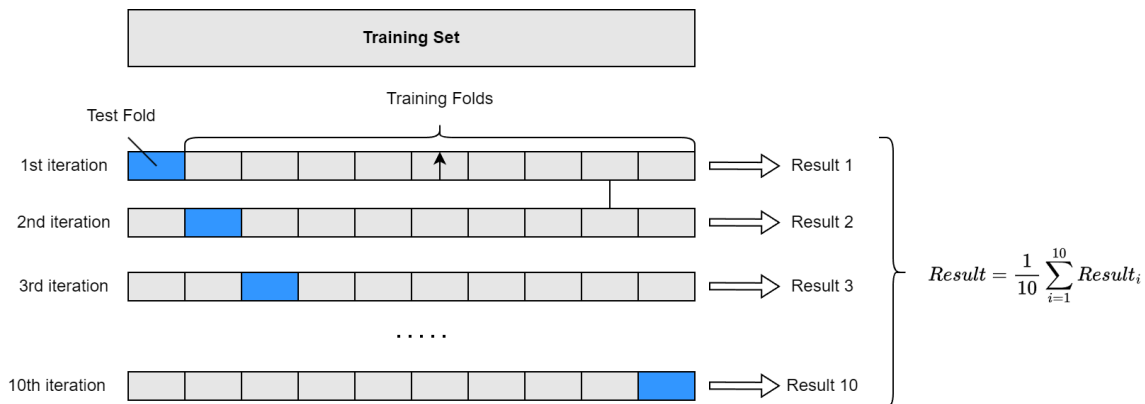 Training Set
Training Folds
Test Fold
1st iteration
Result 1
2nd iteration
Result 2
3rd iteration
Result 3
Result = 1/10 ∑_{i=1}^{10} Result_i
.....
10th iteration
Result 10